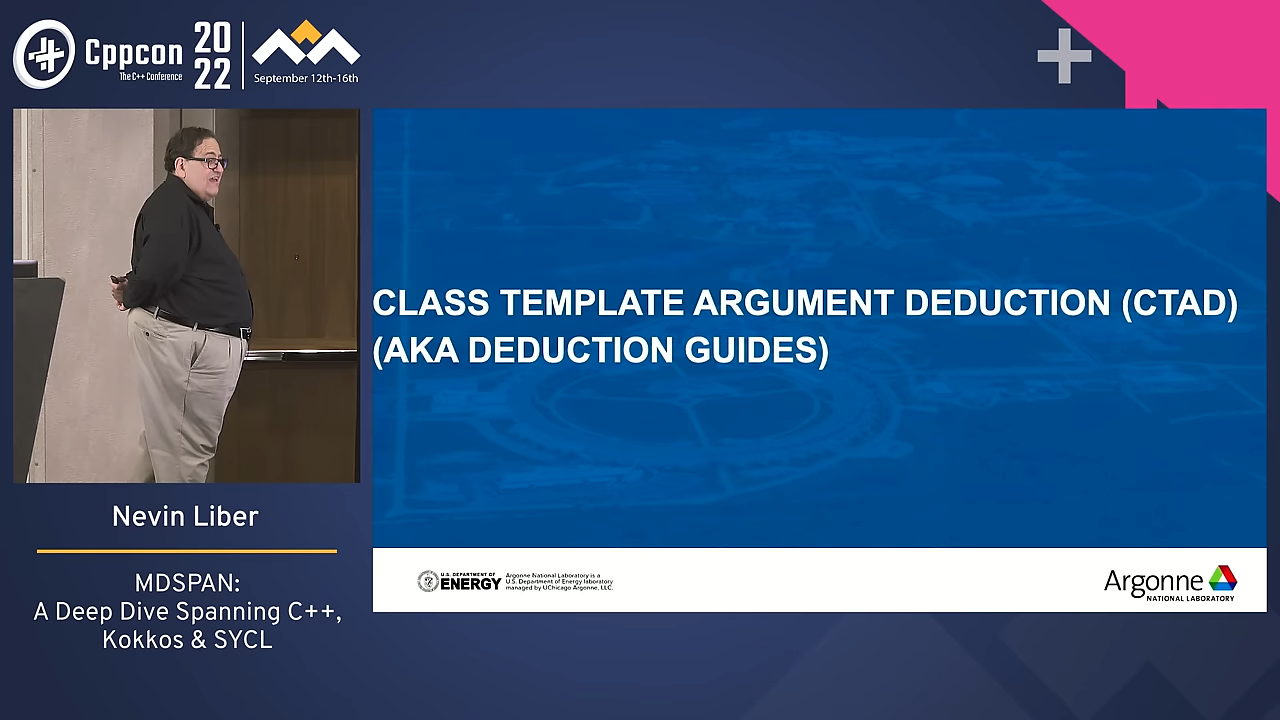 Cppcon
The C++ Conference
20
22
September 12th-16th
CLASS TEMPLATE ARGUMENT DEDUCTION (CTAD)
(AKA DEDUCTION GUIDES)
U.S. DEPARTMENT OF
ENERGY
Argonne National Laboratory is a
U.S. Department of Energy laboratory
managed by UChicago Argonne, LLC.
Argonne
NATIONAL LABORATORY
Nevin Liber
MDSPAN:
A Deep Dive Spanning C++,
Kokkos & SYCL